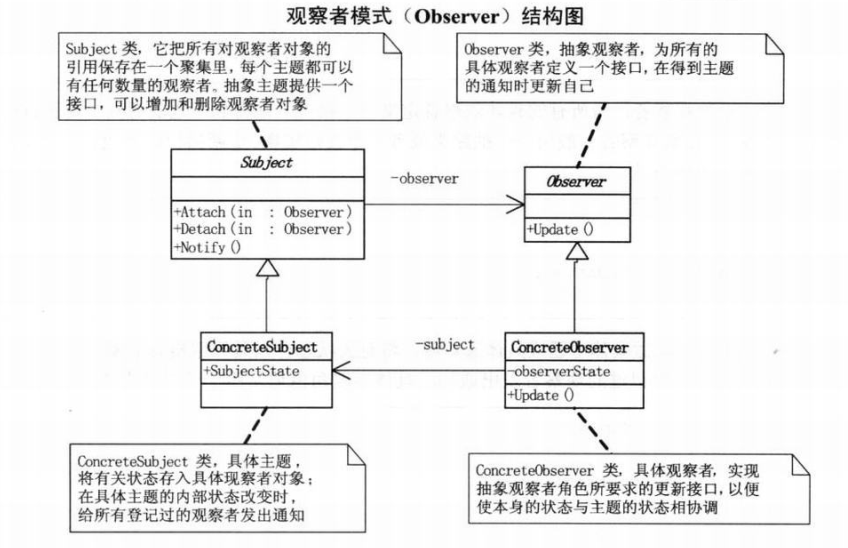 观察者模式（Observer）结构图
Subject 类，它把所有对观察者对象的
引用保存在一个聚集里，每个主题都可以
有任何数量的观察者。抽象主题提供一个
接口，可以增加和删除观察者对象
Observer 类，抽象观察者，为所有的
具体观察者定义一个接口，在得到主题
的通知时更新自己
Subject
+Attach(in : Observer)
+Detach(in : Observer)
+Notify()
-observer
Observer
+Update()
ConcreteSubject
+SubjectState
-subject
ConcreteObserver
-observerState
+Update()
ConcreteSubject 类，具体主题，
将有关状态存入具体现察者对象；
在具体主题的内部状态改变时，
给所有登记过的观察者发出通知
ConcreteObserver 类，具体观察者，实现
抽象观察者角色所要求的更新接口，以便
使本身的状态与主题的状态相协调